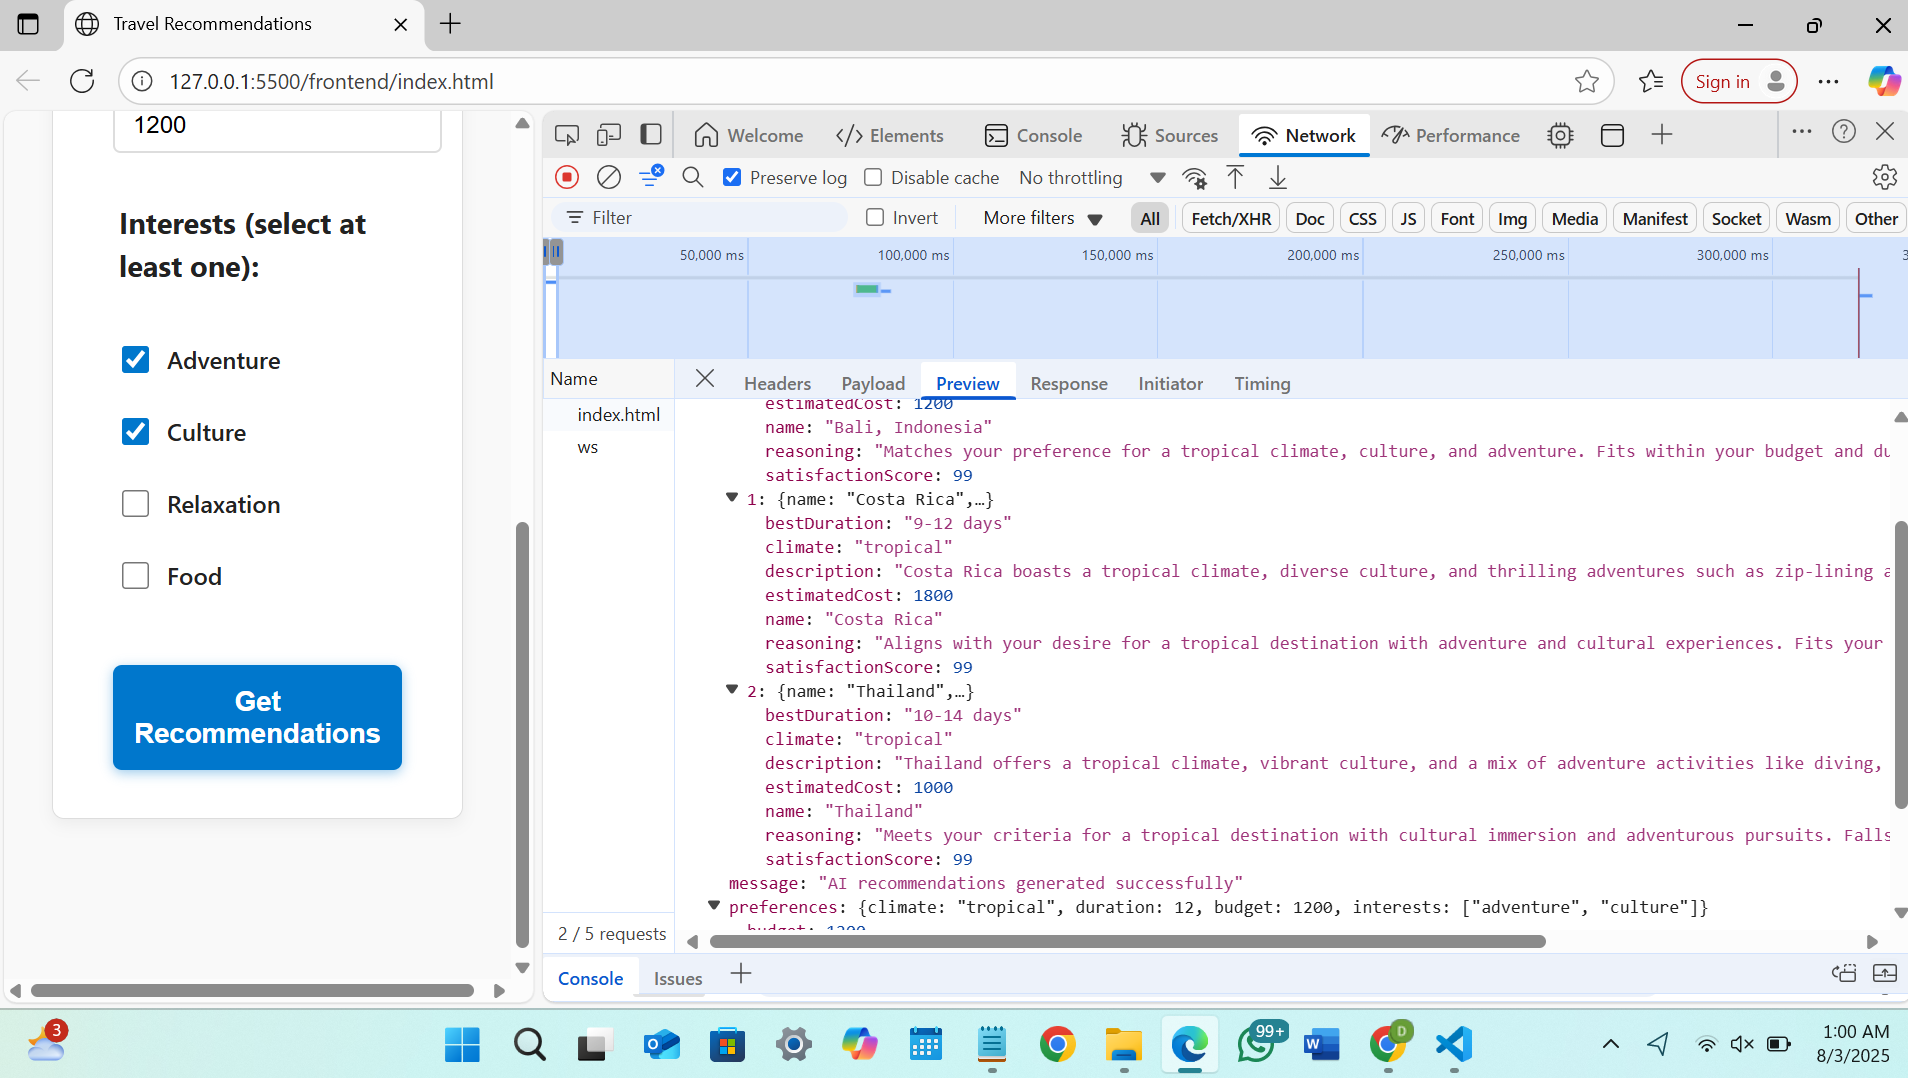 Travel Recommendations
127.0.0.1:5500/frontend/index.html
Sign in
1200
Interests (select at
least one):
Adventure
Culture
Relaxation
Food
Get
Recommendations
Welcome
</> Elements
Console
Sources
Network
Performance
Preserve log
Disable cache
No throttling
Filter
Invert
More filters
All
Fetch/XHR
Doc
CSS
JS
Font
Img
Media
Manifest
Socket
Wasm
Other
50,000 ms
100,000 ms
150,000 ms
200,000 ms
250,000 ms
300,000 ms
Name
index.html
ws
2 / 5 requests
Headers
Payload
Preview
Response
Initiator
Timing
estimatedCost: 1200
name: "Bali, Indonesia"
reasoning: "Matches your preference for a tropical climate, culture, and adventure. Fits within your budget and du
satisfactionScore: 99
1: {name: "Costa Rica",…}
bestDuration: "9-12 days"
climate: "tropical"
description: "Costa Rica boasts a tropical climate, diverse culture, and thrilling adventures such as zip-lining a
estimatedCost: 1800
name: "Costa Rica"
reasoning: "Aligns with your desire for a tropical destination with adventure and cultural experiences. Fits your
satisfactionScore: 99
2: {name: "Thailand",…}
bestDuration: "10-14 days"
climate: "tropical"
description: "Thailand offers a tropical climate, vibrant culture, and a mix of adventure activities like diving,
estimatedCost: 1000
name: "Thailand"
reasoning: "Meets your criteria for a tropical destination with cultural immersion and adventurous pursuits. Falls
satisfactionScore: 99
message: "AI recommendations generated successfully"
preferences: {climate: "tropical", duration: 12, budget: 1200, interests: ["adventure", "culture"]}
budget: 1200
Console
Issues
3
99+
D
1:00 AM
8/3/2025